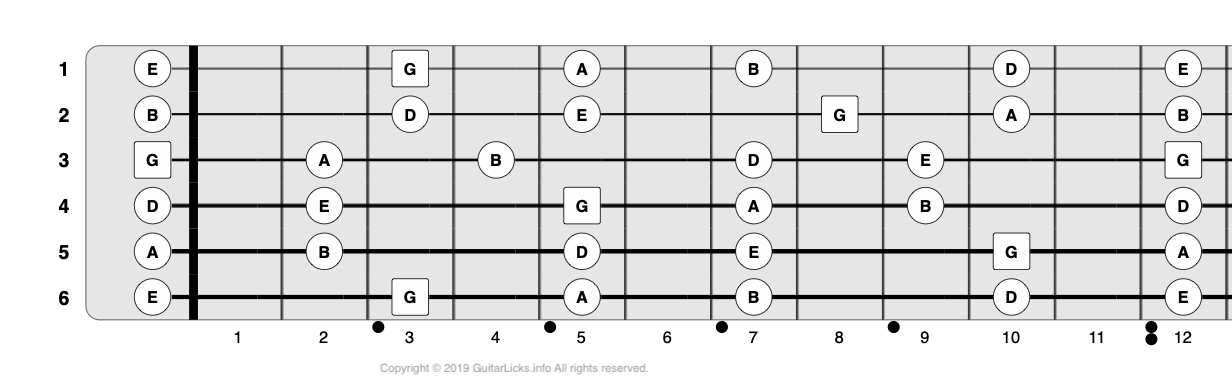 1 E G A B D E
2 B D E G A B
3 G A B D E G
4 D E G A B D
5 A B D E G A
6 E G A B D E
1 2 3 4 5 6 7 8 9 10 11 12
Copyright © 2019 GuitarLicks.info All rights reserved.